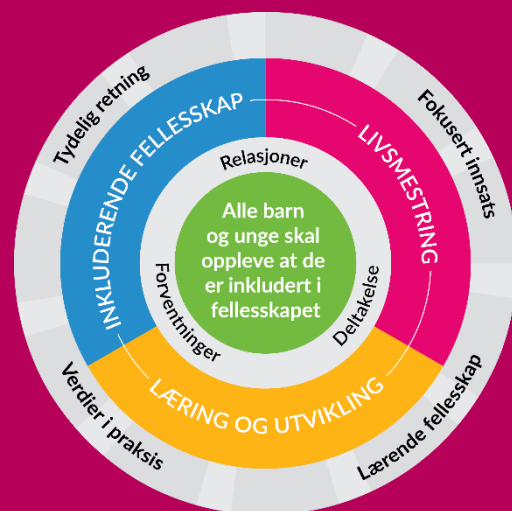 Tydelig retning
Fokusert innsats
INKLUDERENDE FELLESSKAP
LIVSMESTRING
Relasjoner
Alle barn
og unge skal
oppleve at de
er inkludert i
fellesskapet
Forventninger
Deltakelse
LÆRING OG UTVIKLING
Verdier i praksis
Lærende fellesskap